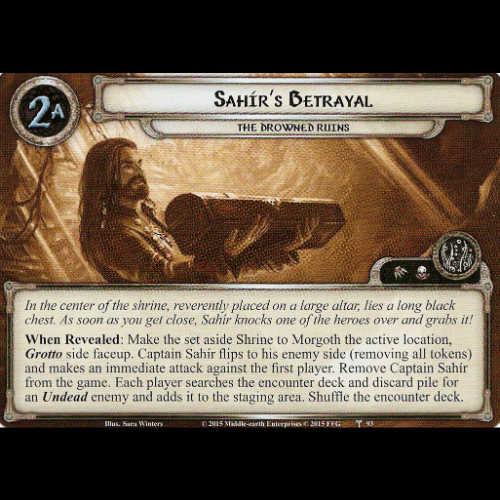 2A
Sahír's Betrayal
The Drowned Ruins
In the center of the shrine, reverently placed on a large altar, lies a long black
chest. As soon as you get close, Sahír knocks one of the heroes over and grabs it!
When Revealed: Make the set aside Shrine to Morgoth the active location,
Grotto side faceup. Captain Sahír flips to his enemy side (removing all tokens)
and makes an immediate attack against the first player. Remove Captain Sahír
from the game. Each player searches the encounter deck and discard pile for
an Undead enemy and adds it to the staging area. Shuffle the encounter deck.
Illus. Sara Winters © 2015 Middle-earth Enterprises © 2015 FFG 93